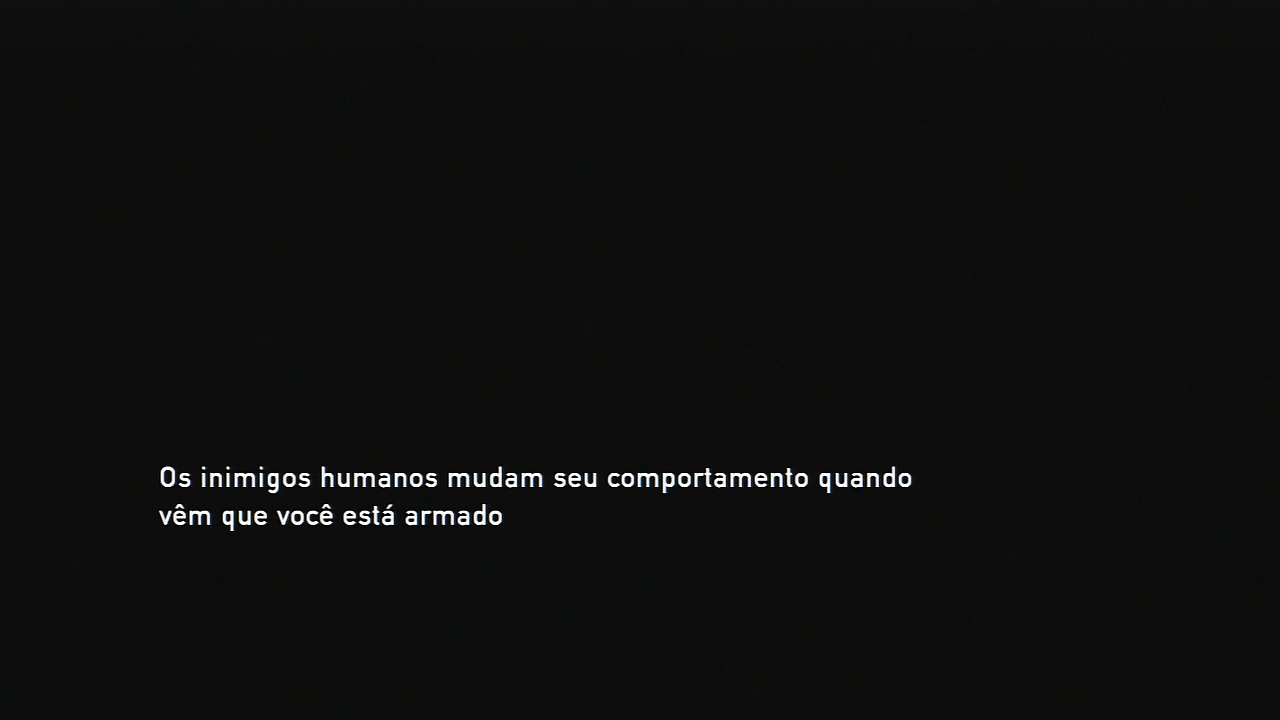 Os inimigos humanos mudam seu comportamento quando
vêm que você está armado